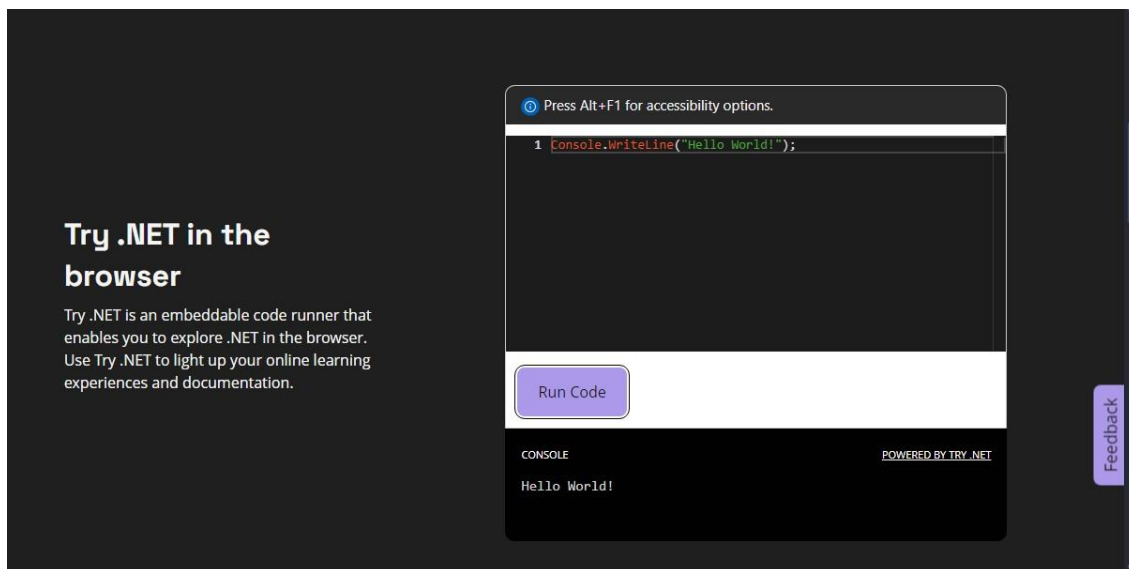 Try .NET in the
browser
Try .NET is an embeddable code runner that
enables you to explore .NET in the browser.
Use Try .NET to light up your online learning
experiences and documentation.
Press Alt+F1 for accessibility options.
1 Console.WriteLine("Hello World!");
Run Code
CONSOLE
POWERED BY TRY .NET
Hello World!
Feedback